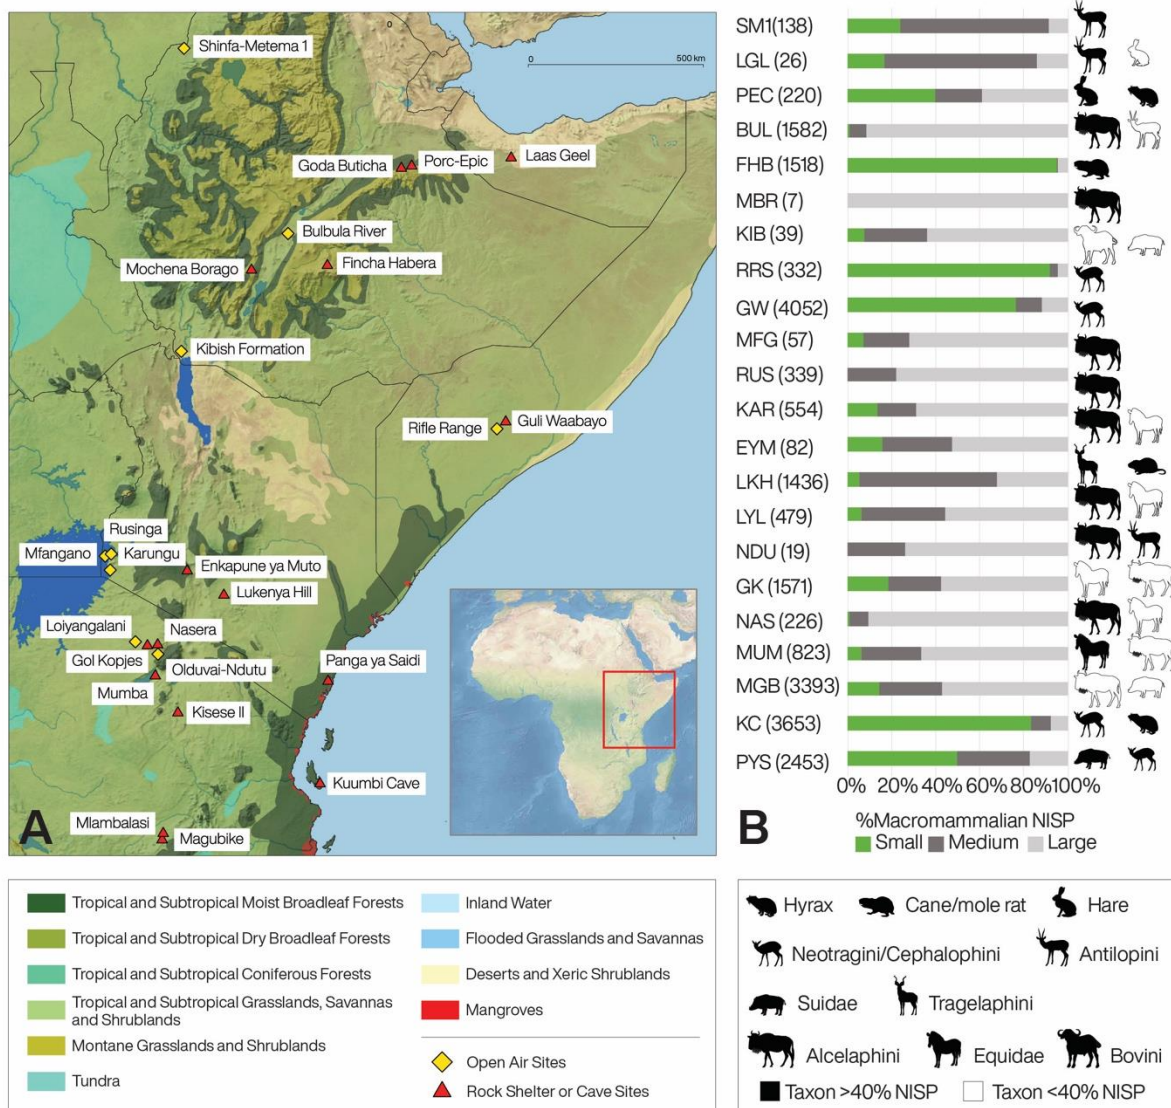 Shinfa-Metema 1
0
0
500 km
Goda Buticha
Porc-Epic
Laas Geel
Bulbula River
Mochena Borago
Fincha Habera
Kibish Formation
Rifle Range
Guli Waabayo
Rusinga
Mfangano
Karungu
Enkapune ya Muto
Lukenya Hill
Loiyangalani
Nasera
Gol Kopjes
Olduvai-Ndutu
Panga ya Saidi
Mumba
Kisese II
Kuumbi Cave
Mlambalasi
Magubike
A
SM1(138)
LGL (26)
PEC (220)
BUL (1582)
FHB (1518)
MBR (7)
KIB (39)
RRS (332)
GW (4052)
MFG (57)
RUS (339)
KAR (554)
EYM (82)
LKH (1436)
LYL (479)
NDU (19)
GK (1571)
NAS (226)
MUM (823)
MGB (3393)
KC (3653)
PYS (2453)
0% 20% 40% 60% 80% 100%
B
%Macromammalian NISP
Small Medium Large
Tropical and Subtropical Moist Broadleaf Forests
Tropical and Subtropical Dry Broadleaf Forests
Tropical and Subtropical Coniferous Forests
Tropical and Subtropical Grasslands, Savannas
and Shrublands
Montane Grasslands and Shrublands
Tundra
Inland Water
Flooded Grasslands and Savannas
Deserts and Xeric Shrublands
Mangroves
Open Air Sites
Rock Shelter or Cave Sites
Hyrax Cane/mole rat Hare
Neotragini/Cephalophini Antilopini
Suidae Tragelaphini
Alcelaphini Equidae Bovini
Taxon >40% NISP Taxon <40% NISP